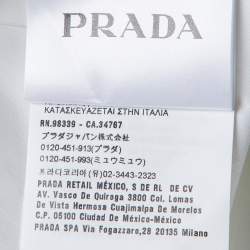 PRADA
ΚΑΤΑΣΚΕΥΑΖΕΤΑΙ ΣΤΗΝ ΙΤΑΛΙΑ
RN.98339 - CA.34767
プラダジャパン株式会社
0120-451-913(プラダ)
0120-451-993(ミュウミュウ)
프라다코리아(유)02-3443-2323
PRADA RETAIL MÉXICO, S DE RL DE CV
AV. Vasco De Quiroga 3800 Col. Lomas
De Vista Hermosa Cuajimalpa De Morelos
C.P. 05100 Ciudad De México-México
PRADA SPA Via Fogazzaro,28 20135 Milano